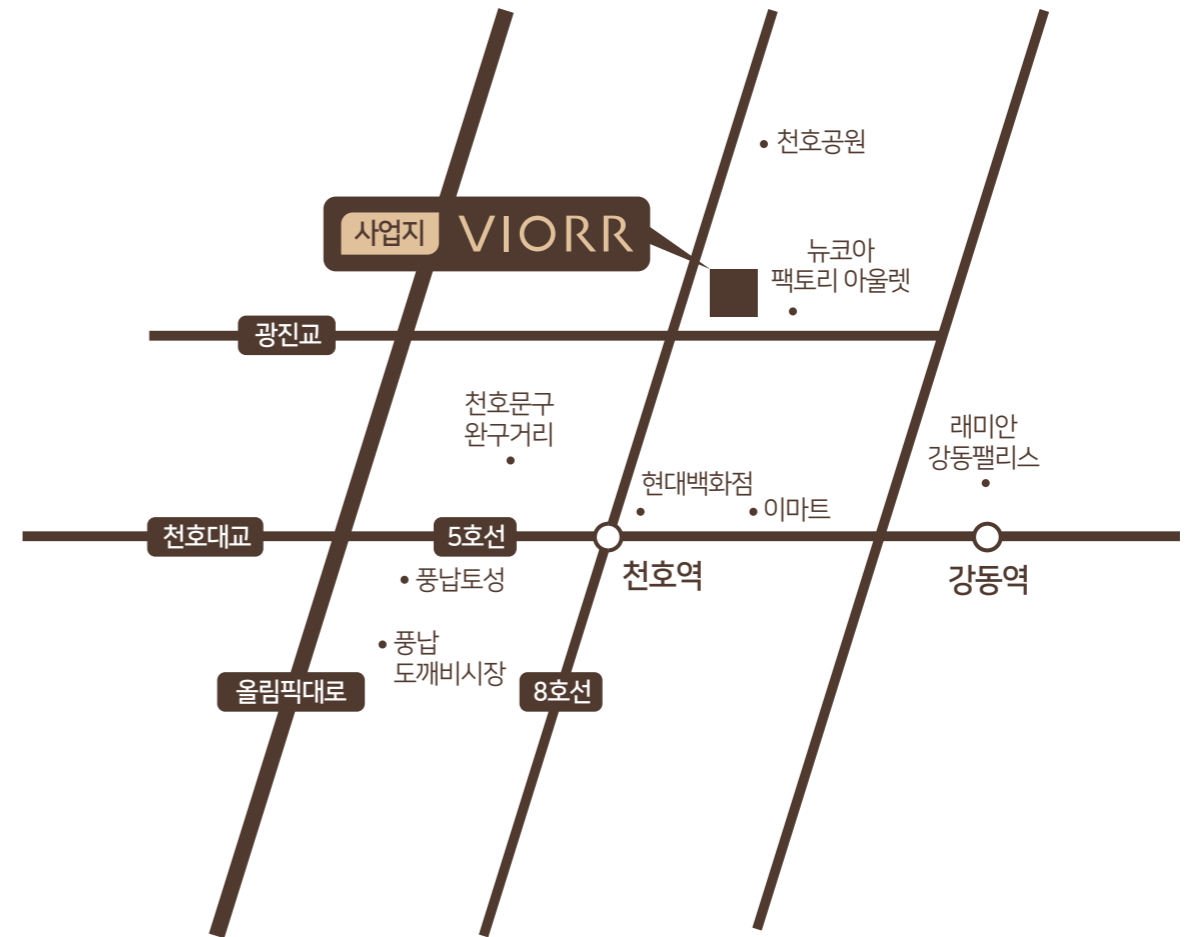 천호공원
사업지 VIORR
뉴코아
팩토리 아울렛
광진교
천호문구
완구거리
래미안
강동팰리스
현대백화점
이마트
천호대교
5호선
천호역
강동역
풍납토성
풍납
도깨비시장
올림픽대로
8호선